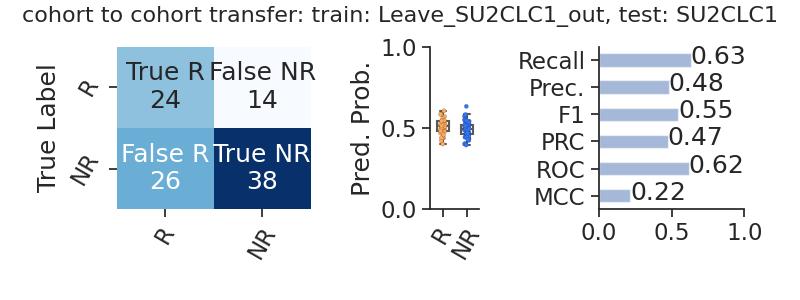 cohort to cohort transfer: train: Leave_SU2CLC1_out, test: SU2CLC1
True Label
R
NR
True R
24
False NR
14
False R
26
True NR
38
R
NR
Pred. Prob.
1.0
0.5
0.0
R
NR
Recall
0.63
Prec.
0.48
F1
0.55
PRC
0.47
ROC
0.62
MCC
0.22
0.0
0.5
1.0